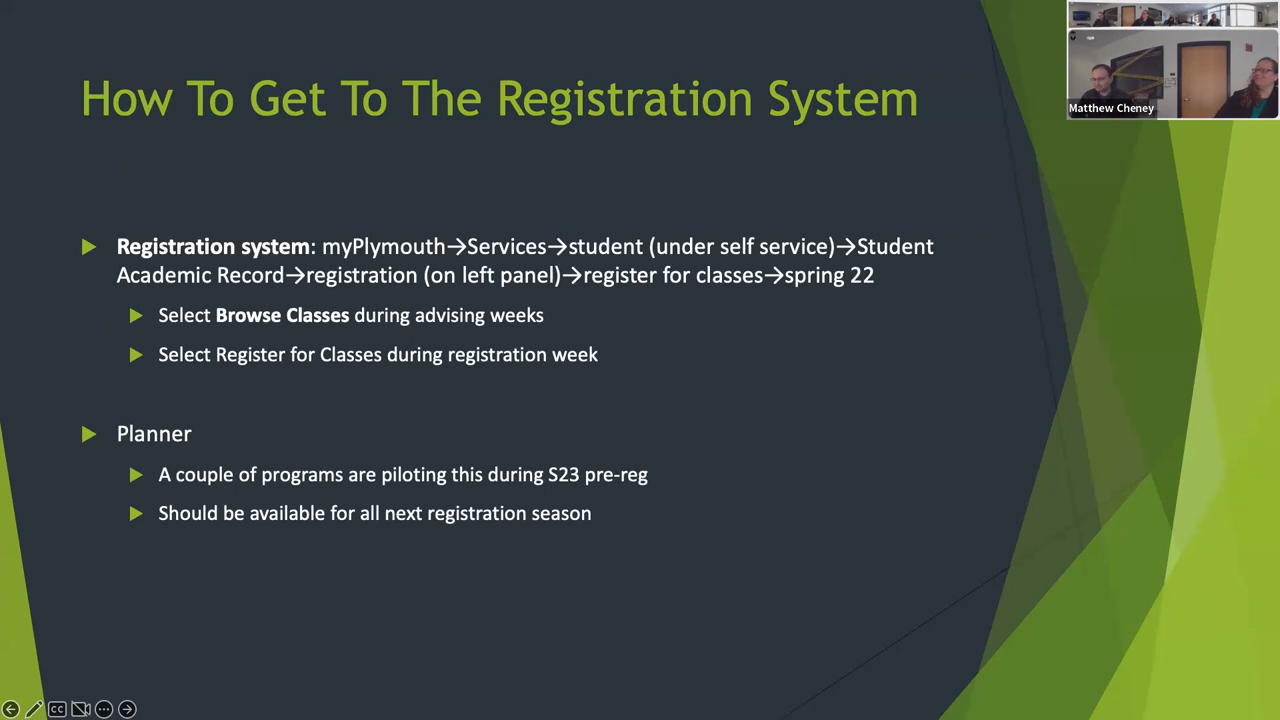 How To Get To The Registration System
Matthew Cheney
Registration system: myPlymouth→Services→student (under self service)→Student
Academic Record→registration (on left panel)→register for classes→spring 22
Select Browse Classes during advising weeks
Select Register for Classes during registration week
Planner
A couple of programs are piloting this during S23 pre-reg
Should be available for all next registration season
CC